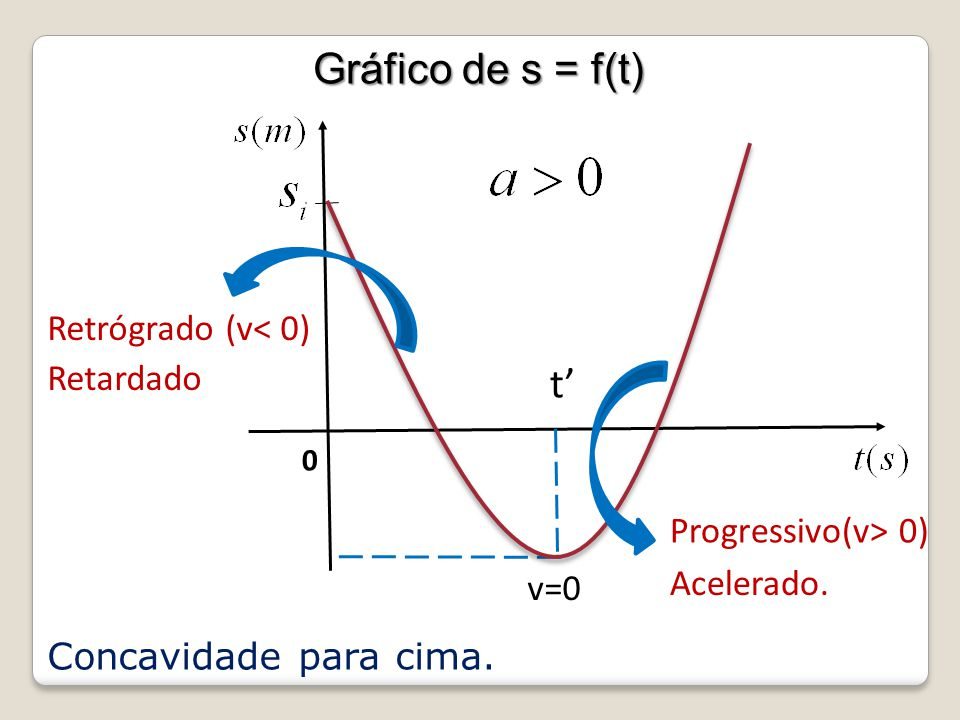 Gráfico de s = f(t)
s(m)
a > 0
s_i
Retrógrado (v< 0)
Retardado
t’
0
t(s)
Progressivo(v> 0)
Acelerado.
v=0
Concavidade para cima.